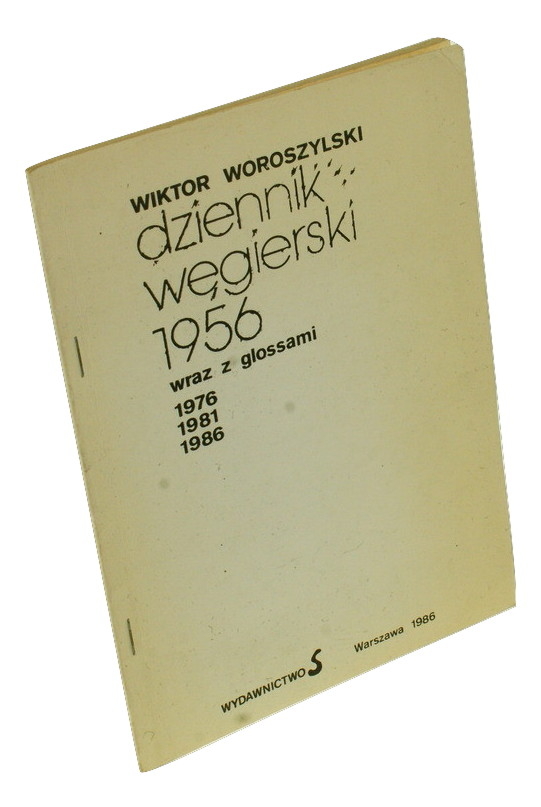 WIKTOR WOROSZYLSKI
dziennik
węgierski
1956
wraz z glossami
1976
1981
1986
WYDAWNICTWO S
Warszawa 1986